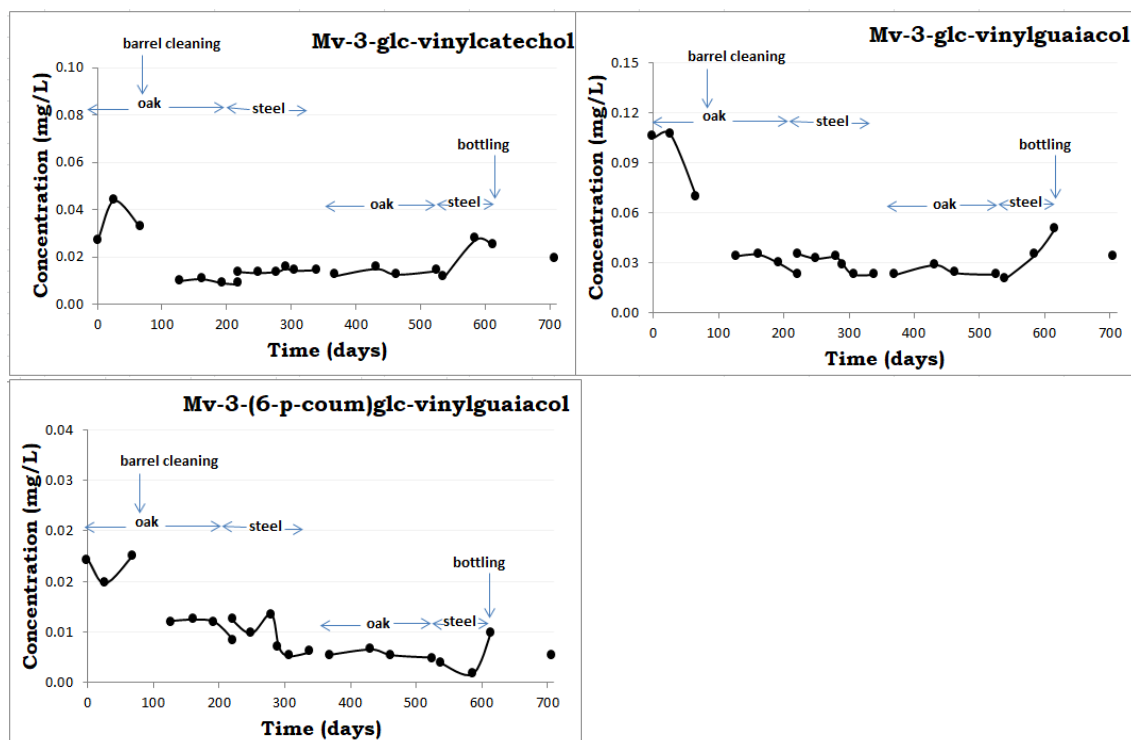 Mv-3-glc-vinylcatechol
barrel cleaning
Concentration (mg/L)
0.10
0.08
0.06
0.04
0.02
0.00
oak
steel
bottling
oak
steel
0 100 200 300 400 500 600 700
Time (days)
Mv-3-glc-vinylguaiacol
barrel cleaning
Concentration (mg/L)
0.15
0.12
0.09
0.06
0.03
0.00
oak
steel
bottling
oak
steel
0 100 200 300 400 500 600 700
Time (days)
Mv-3-(6-p-coum)glc-vinylguaiacol
Concentration (mg/L)
0.04
0.03
0.02
0.02
0.01
0.00
barrel cleaning
oak
steel
bottling
oak
steel
0 100 200 300 400 500 600 700
Time (days)